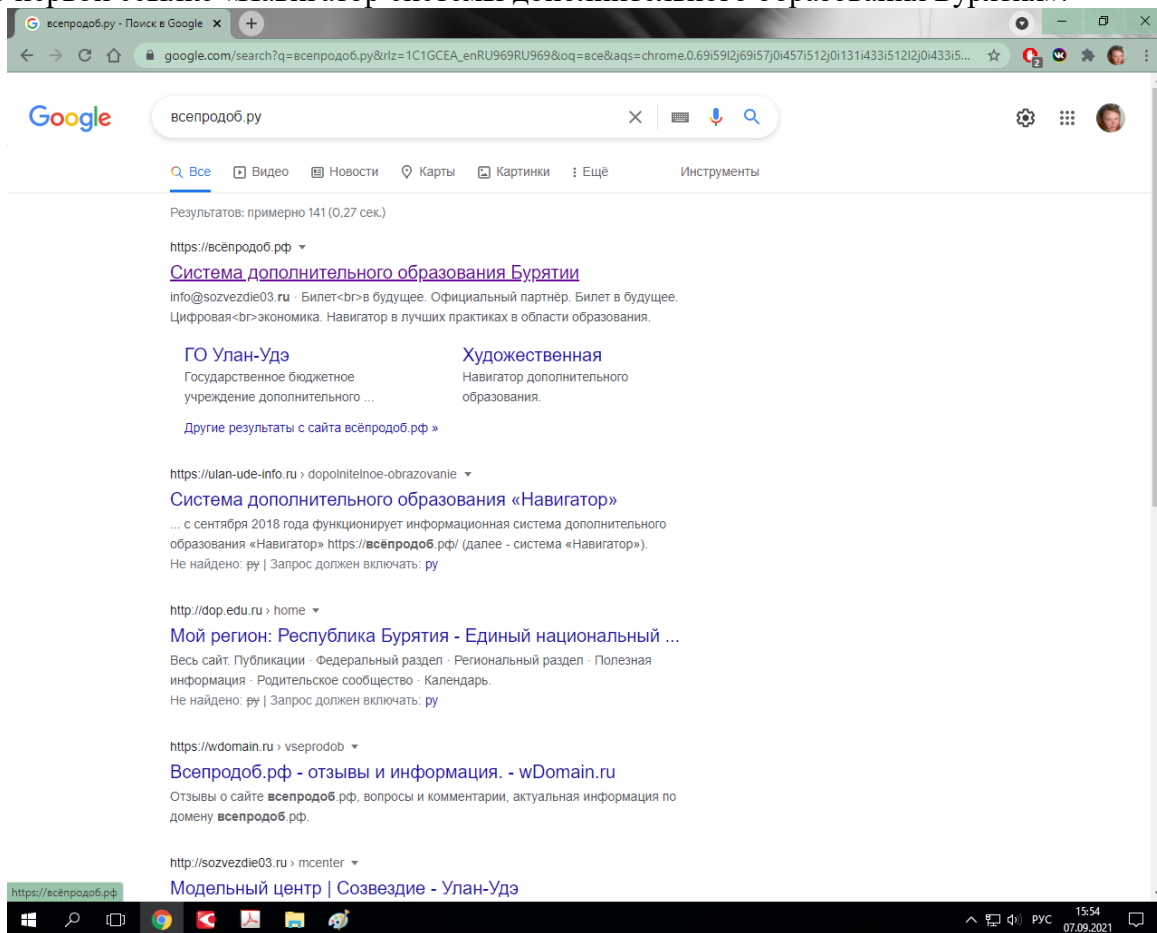 первой ссылке «Навигатор системы дополнительного образования Бурятии».
всепродоб.ру - Поиск в Google
google.com/search?q=всепродоб.ру&rlz=1C1GCEA_enRU969RU969&oq=все&aqs=chrome.0.69i59l2j69i57j0i457i512j0i131i433i512l2j0i433i5...
2
Google
всепродоб.ру
Все Видео Новости Карты Картинки Ещё Инструменты
Результатов: примерно 141 (0,27 сек.)
https://всёпродоб.рф
Система дополнительного образования Бурятии
info@sozvezdie03.ru · Билет<br>в будущее. Официальный партнёр. Билет в будущее.
Цифровая<br>экономика. Навигатор в лучших практиках в области образования.
ГО Улан-Удэ
Государственное бюджетное
учреждение дополнительного ...
Художественная
Навигатор дополнительного
образования.
Другие результаты с сайта всёпродоб.рф »
https://ulan-ude-info.ru › dopolnitelnoe-obrazovanie
Система дополнительного образования «Навигатор»
... с сентября 2018 года функционирует информационная система дополнительного
образования «Навигатор» https://всёпродоб.рф/ (далее - система «Навигатор»).
Не найдено: ру | Запрос должен включать: ру
http://dop.edu.ru › home
Мой регион: Республика Бурятия - Единый национальный ...
Весь сайт. Публикации · Федеральный раздел · Региональный раздел · Полезная
информация · Родительское сообщество · Календарь.
Не найдено: ру | Запрос должен включать: ру
https://wdomain.ru › vseprodob
Всепродоб.рф - отзывы и информация. - wDomain.ru
Отзывы о сайте всепродоб.рф, вопросы и комментарии, актуальная информация по
домену всепродоб.рф.
http://sozvezdie03.ru › mcenter
Модельный центр | Созвездие - Улан-Удэ
https://всёпродоб.рф
РУС
15:54
07.09.2021